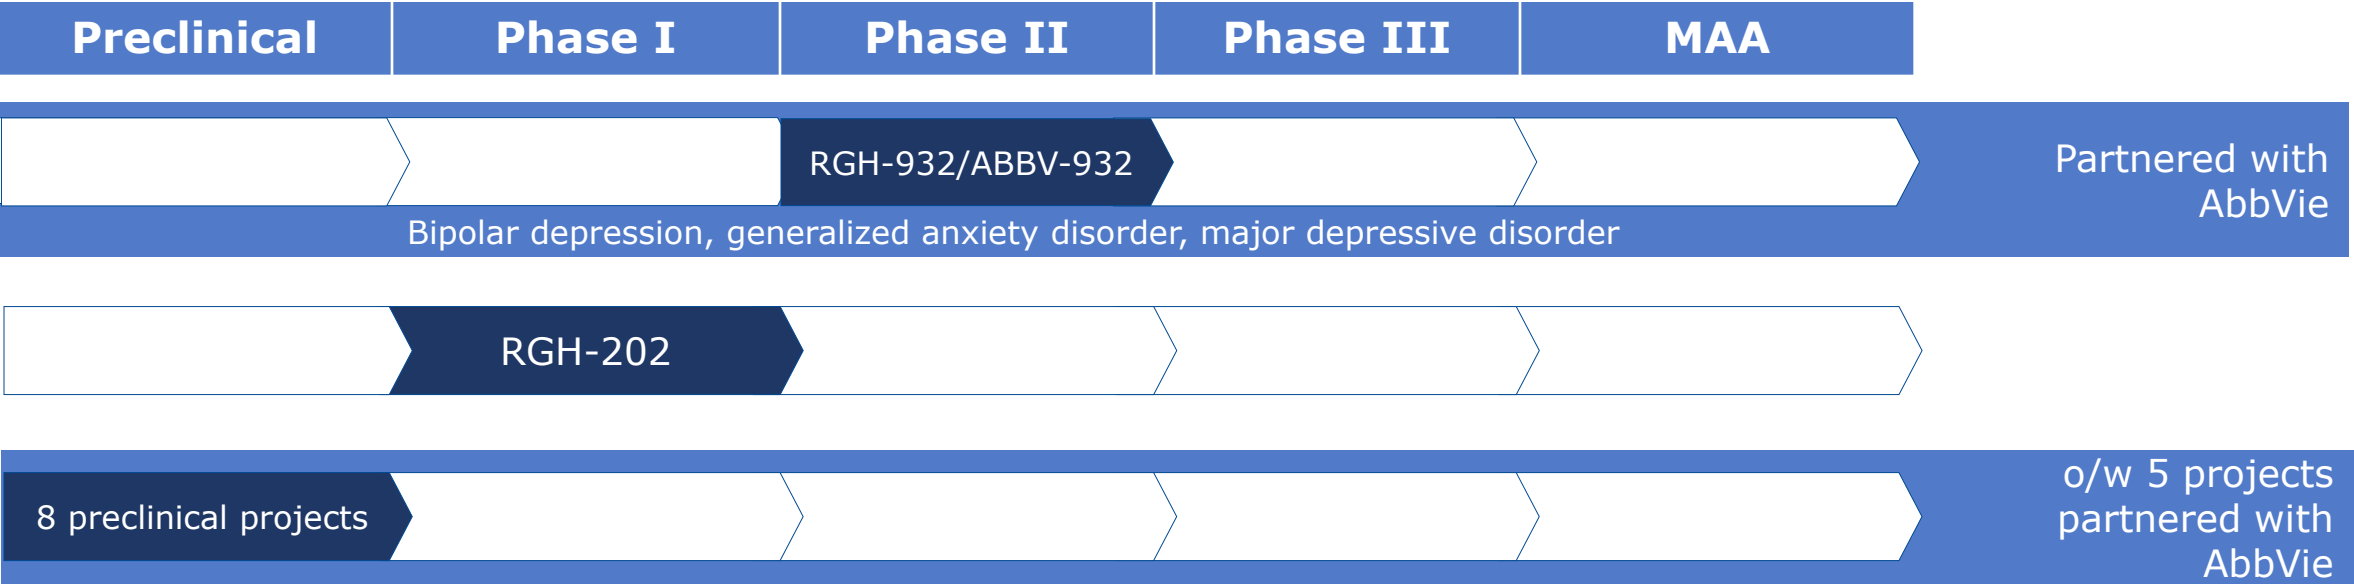 Preclinical Phase I Phase II Phase III MAA
RGH-932/ABBV-932
Partnered with
AbbVie
Bipolar depression, generalized anxiety disorder, major depressive disorder
RGH-202
8 preclinical projects
o/w 5 projects
partnered with
AbbVie